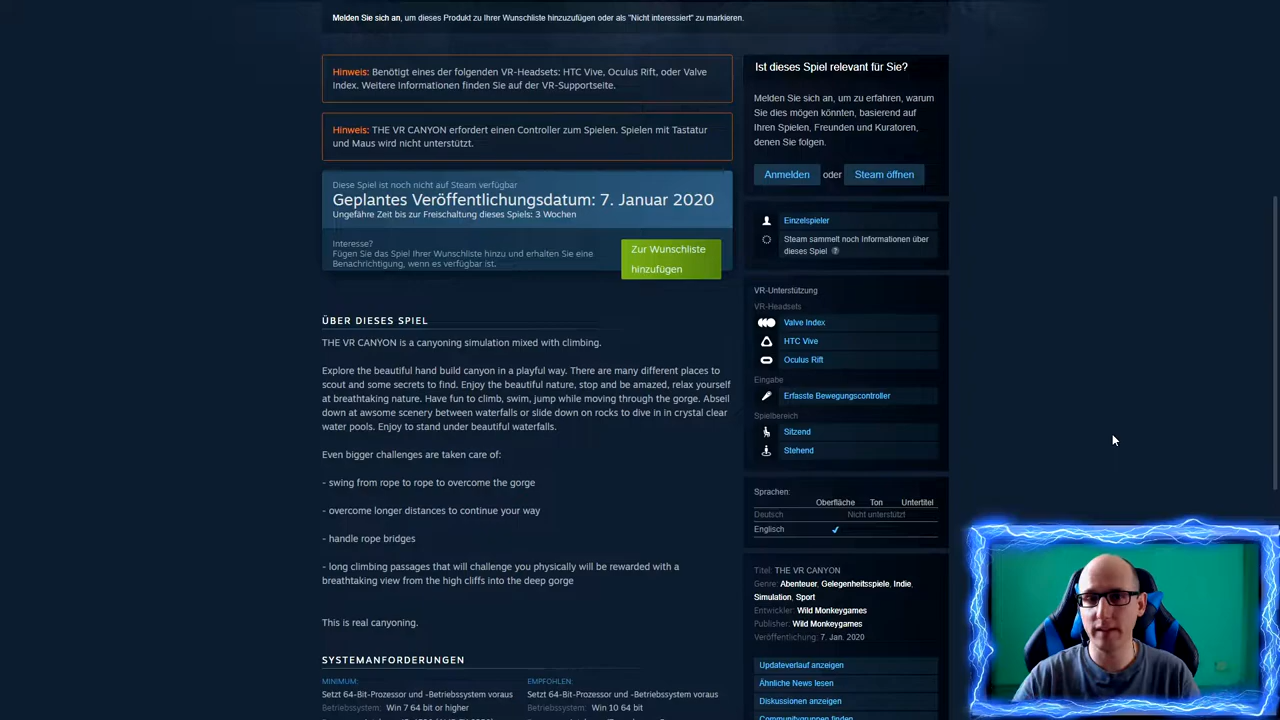 Melden Sie sich an, um dieses Produkt zu Ihrer Wunschliste hinzuzufügen oder als "Nicht interessiert" zu markieren.
Hinweis: Benötigt eines der folgenden VR-Headsets: HTC Vive, Oculus Rift, oder Valve
Index. Weitere Informationen finden Sie auf der VR-Supportseite.
Hinweis: THE VR CANYON erfordert einen Controller zum Spielen. Spielen mit Tastatur
und Maus wird nicht unterstützt.
Diese Spiel ist noch nicht auf Steam verfügbar
Geplantes Veröffentlichungsdatum: 7. Januar 2020
Ungefähre Zeit bis zur Freischaltung dieses Spiels: 3 Wochen
Interesse?
Fügen Sie das Spiel Ihrer Wunschliste hinzu und erhalten Sie eine
Benachrichtigung, wenn es verfügbar ist.
Zur Wunschliste
hinzufügen
ÜBER DIESES SPIEL
THE VR CANYON is a canyoning simulation mixed with climbing.
Explore the beautiful hand build canyon in a playful way. There are many different places to
scout and some secrets to find. Enjoy the beautiful nature, stop and be amazed, relax yourself
at breathtaking nature. Have fun to climb, swim, jump while moving through the gorge. Abseil
down at awsome scenery between waterfalls or slide down on rocks to dive in in crystal clear
water pools. Enjoy to stand under beautiful waterfalls.
Even bigger challenges are taken care of:
- swing from rope to rope to overcome the gorge
- overcome longer distances to continue your way
- handle rope bridges
- long climbing passages that will challenge you physically will be rewarded with a
breathtaking view from the high cliffs into the deep gorge
This is real canyoning.
SYSTEMANFORDERUNGEN
MINIMUM:
Setzt 64-Bit-Prozessor und -Betriebssystem voraus
Betriebssystem: Win 7 64 bit or higher
EMPFOHLEN:
Setzt 64-Bit-Prozessor und -Betriebssystem voraus
Betriebssystem: Win 10 64 bit
Ist dieses Spiel relevant für Sie?
Melden Sie sich an, um zu erfahren, warum
Sie dies mögen könnten, basierend auf
Ihren Spielen, Freunden und Kuratoren,
denen Sie folgen.
Anmelden oder Steam öffnen
Einzelspieler
Steam sammelt noch Informationen über
dieses Spiel ?
VR-Unterstützung
VR-Headsets
Valve Index
HTC Vive
Oculus Rift
Eingabe
Erfasste Bewegungscontroller
Spielbereich
Sitzend
Stehend
Sprachen:
Oberfläche Ton Untertitel
Deutsch Nicht unterstützt
Englisch ✔
Titel: THE VR CANYON
Genre: Abenteuer, Gelegenheitsspiele, Indie,
Simulation, Sport
Entwickler: Wild Monkeygames
Publisher: Wild Monkeygames
Veröffentlichung: 7. Jan. 2020
Updateverlauf anzeigen
Ähnliche News lesen
Diskussionen anzeigen
Communitygruppen finden